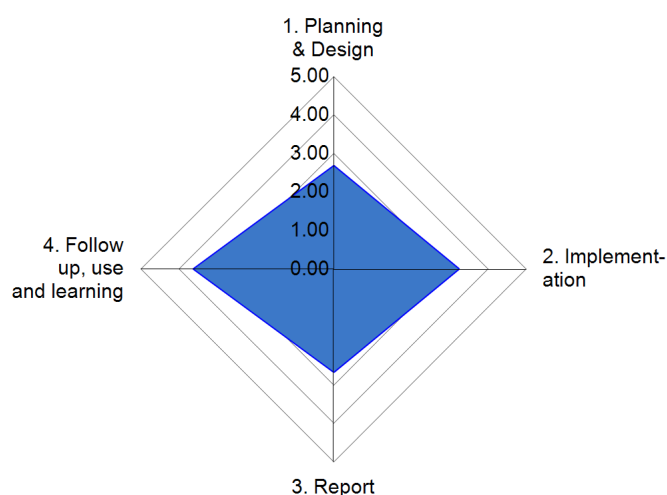 1. Planning
& Design
5.00
4.00
3.00
2.00
1.00
0.00
2. Implement-
ation
4. Follow
up, use
and learning
3. Report